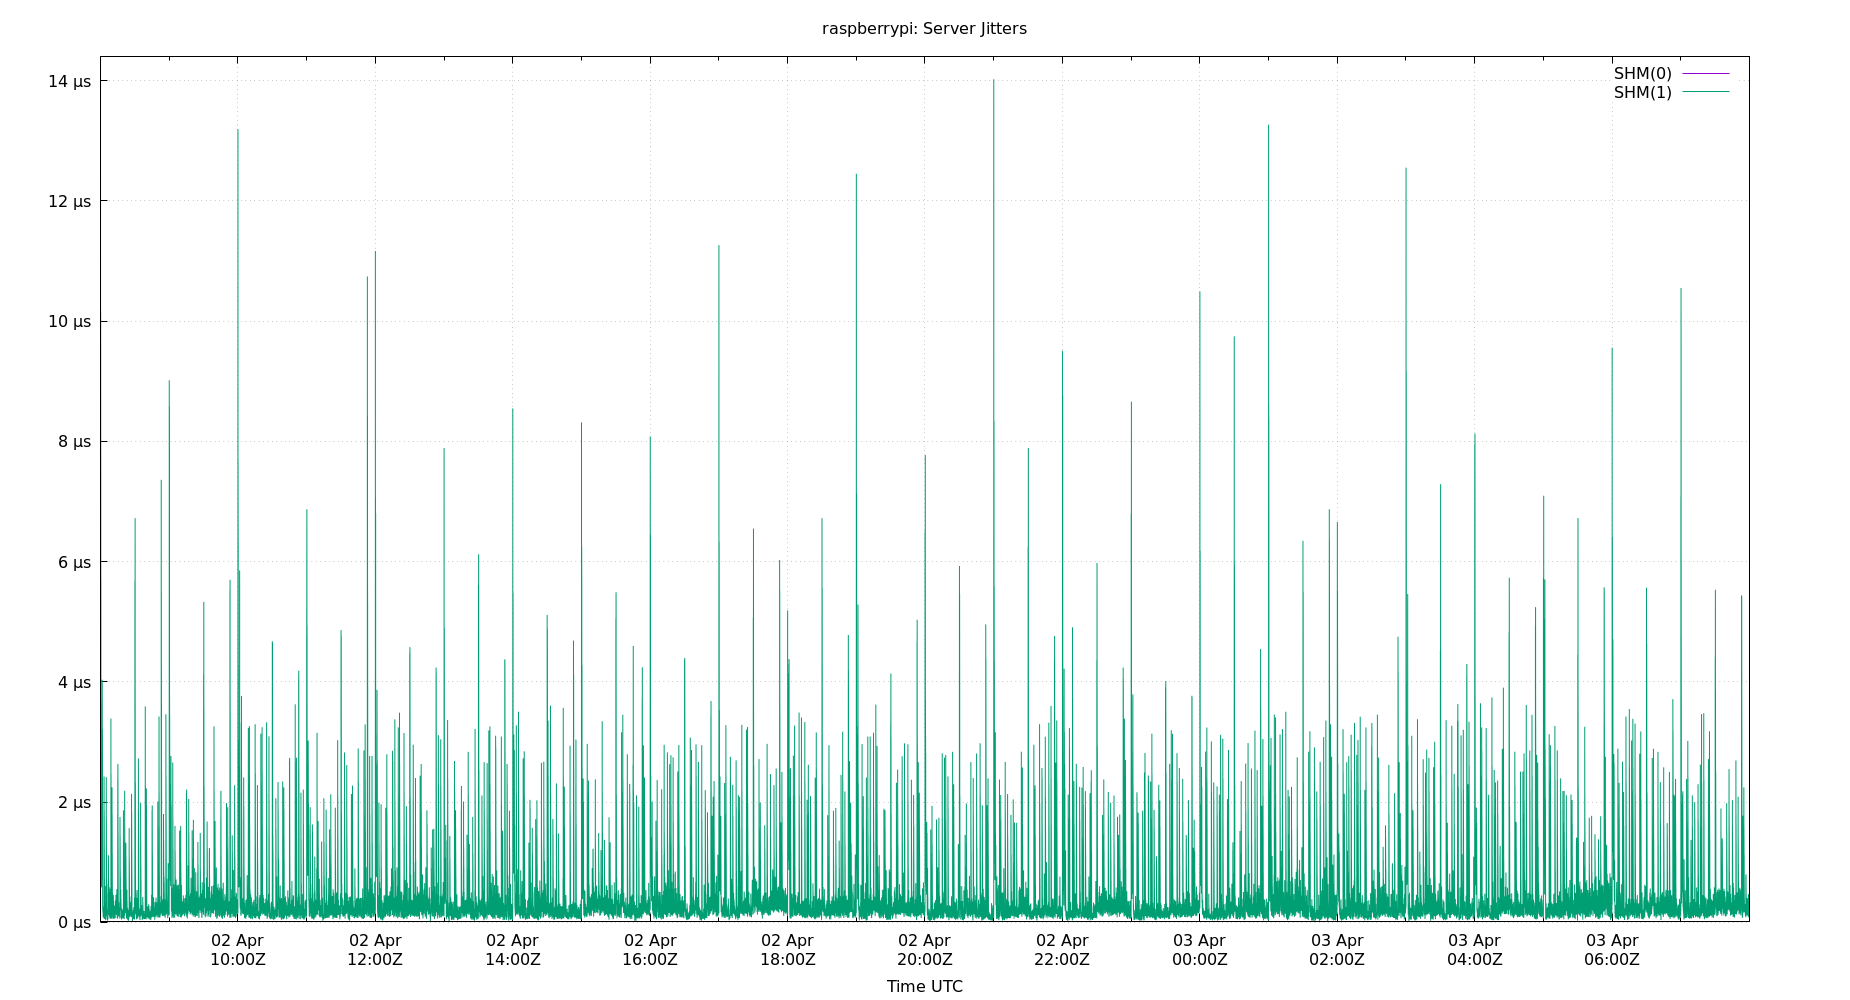 raspberrypi: Server Jitters
SHM(0)
SHM(1)
14 µs
12 µs
10 µs
8 µs
6 µs
4 µs
2 µs
0 µs
02 Apr
10:00Z
02 Apr
12:00Z
02 Apr
14:00Z
02 Apr
16:00Z
02 Apr
18:00Z
02 Apr
20:00Z
02 Apr
22:00Z
03 Apr
00:00Z
03 Apr
02:00Z
03 Apr
04:00Z
03 Apr
06:00Z
Time UTC